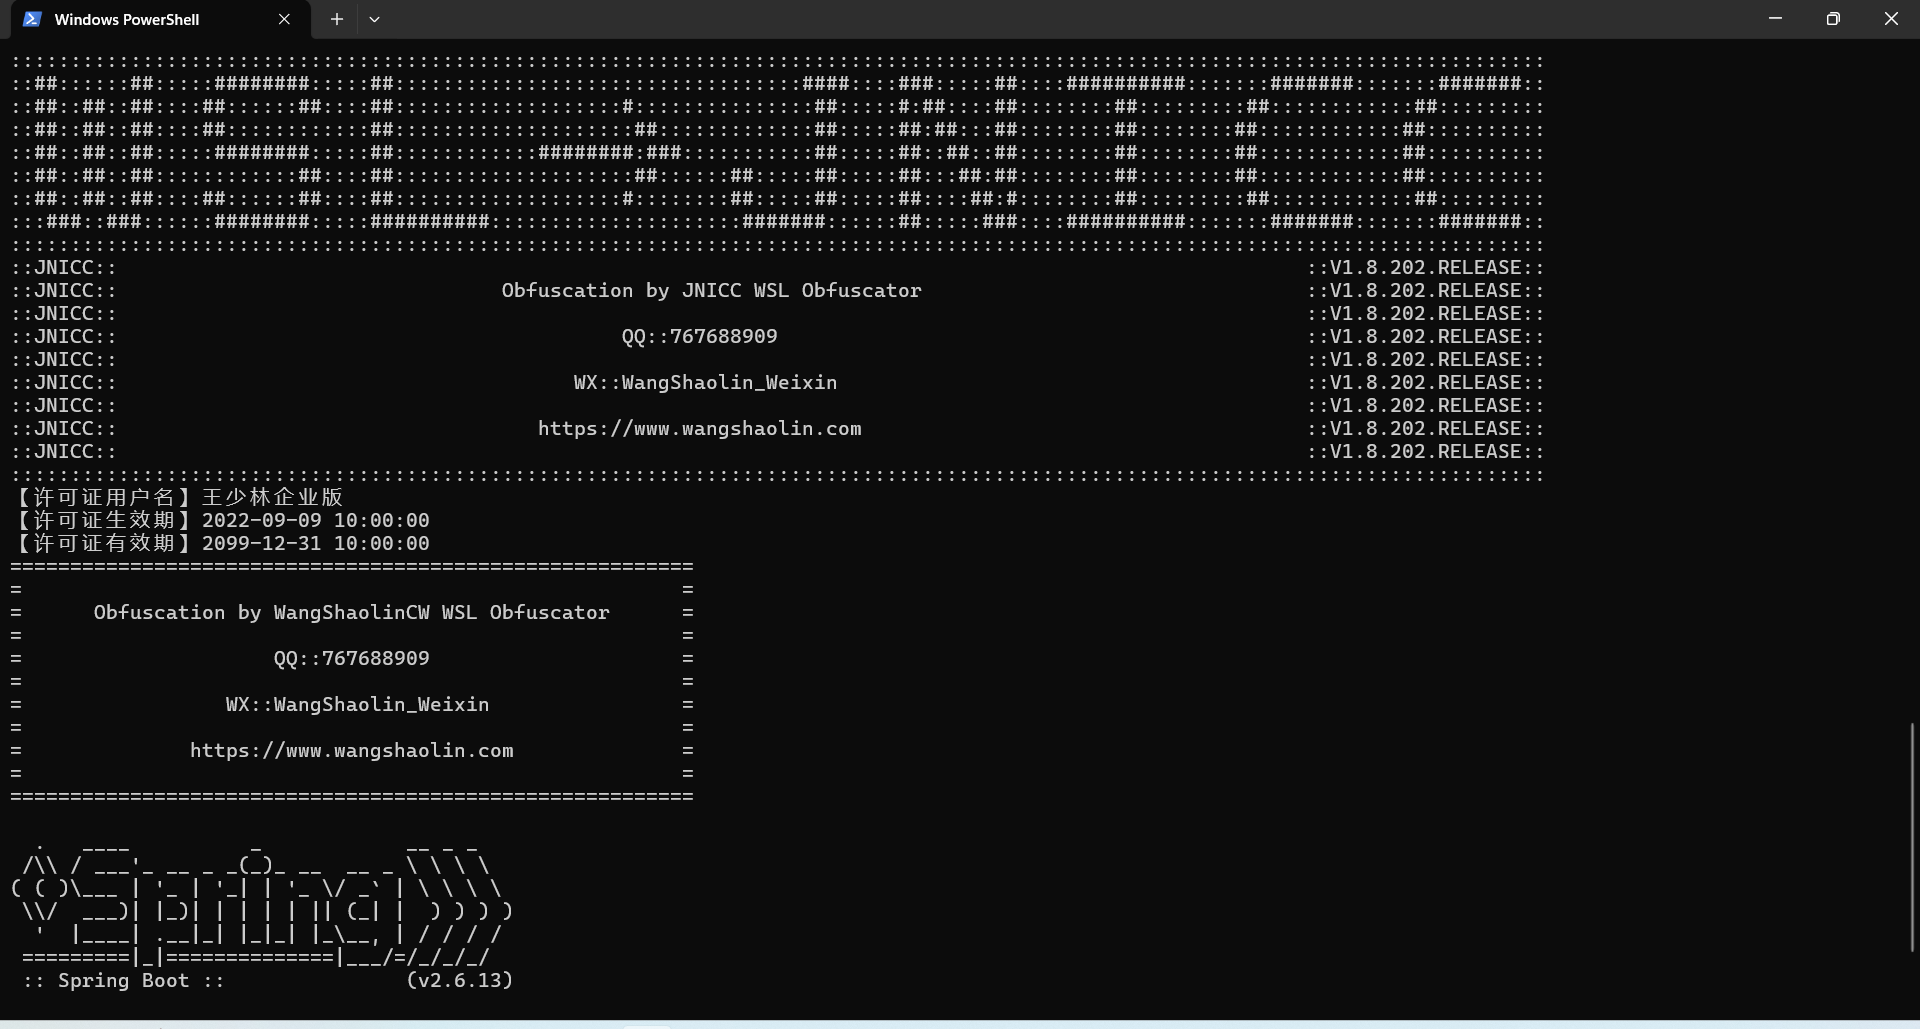 Windows PowerShell
::JNICC:: ::V1.8.202.RELEASE::
::JNICC:: Obfuscation by JNICC WSL Obfuscator ::V1.8.202.RELEASE::
::JNICC:: ::V1.8.202.RELEASE::
::JNICC:: QQ::767688909 ::V1.8.202.RELEASE::
::JNICC:: ::V1.8.202.RELEASE::
::JNICC:: WX::WangShaolin_Weixin ::V1.8.202.RELEASE::
::JNICC:: ::V1.8.202.RELEASE::
::JNICC:: https://www.wangshaolin.com ::V1.8.202.RELEASE::
::JNICC:: ::V1.8.202.RELEASE::
【许可证用户名】王少林企业版
【许可证生效期】2022-09-09 10:00:00
【许可证有效期】2099-12-31 10:00:00
Obfuscation by WangShaolinCW WSL Obfuscator
QQ::767688909
WX::WangShaolin_Weixin
https://www.wangshaolin.com
Spring
:: Spring Boot :: (v2.6.13)